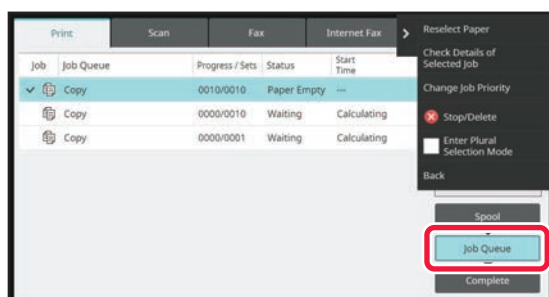 Print Scan Fax Internet Fax
Job Job Queue Progress / Sets Status Start Time
Copy 0010/0010 Paper Empty ---
Copy 0000/0010 Waiting Calculating
Copy 0000/0001 Waiting Calculating
Reselect Paper
Check Details of
Selected Job
Change Job Priority
Stop/Delete
Enter Plural
Selection Mode
Back
Spool
Job Queue
Complete